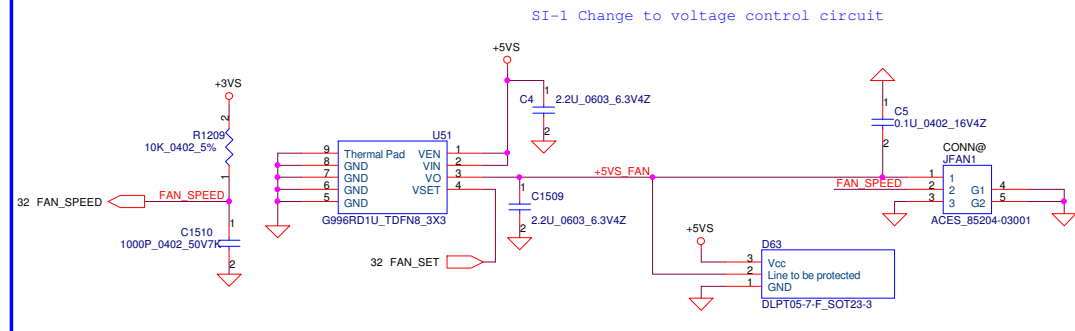 SI-1 Change to voltage control circuit
+3VS
2
R1209
10K_0402_5%
1
32 FAN_SPEED
FAN_SPEED
C1510
1
1000P_0402_50V7K
2
+5VS
C4
1
2.2U_0603_6.3V4Z
2
U51
9 Thermal Pad VEN 1
8 GND VIN 2
7 GND VO 3
6 GND VSET 4
5 GND
G996RD1U_TDFN8_3X3
1
C1509
2
2.2U_0603_6.3V4Z
32 FAN_SET
+5VS_FAN
1
C5
0.1U_0402_16V4Z
2
CONN@
JFAN1
1 1
FAN_SPEED 2 2 G1 4
3 3 G2 5
ACES_85204-03001
+5VS
D63
3 Vcc
2 Line to be protected
1 GND
DLPT05-7-F_SOT23-3